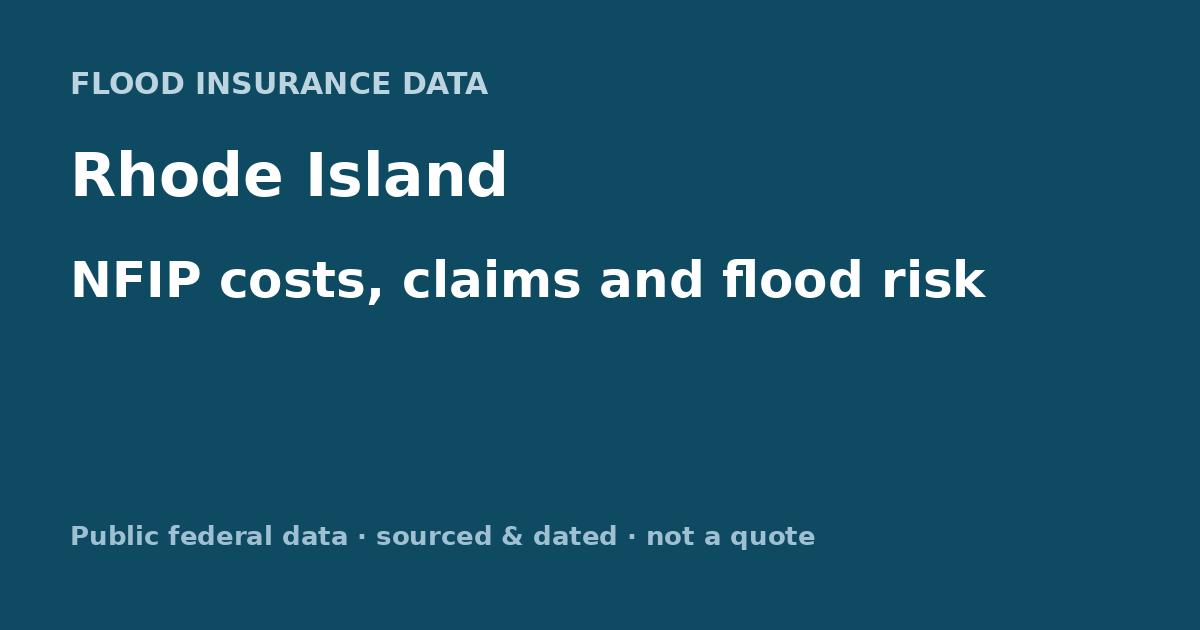 FLOOD INSURANCE DATA
Rhode Island
NFIP costs, claims and flood risk
Public federal data · sourced & dated · not a quote